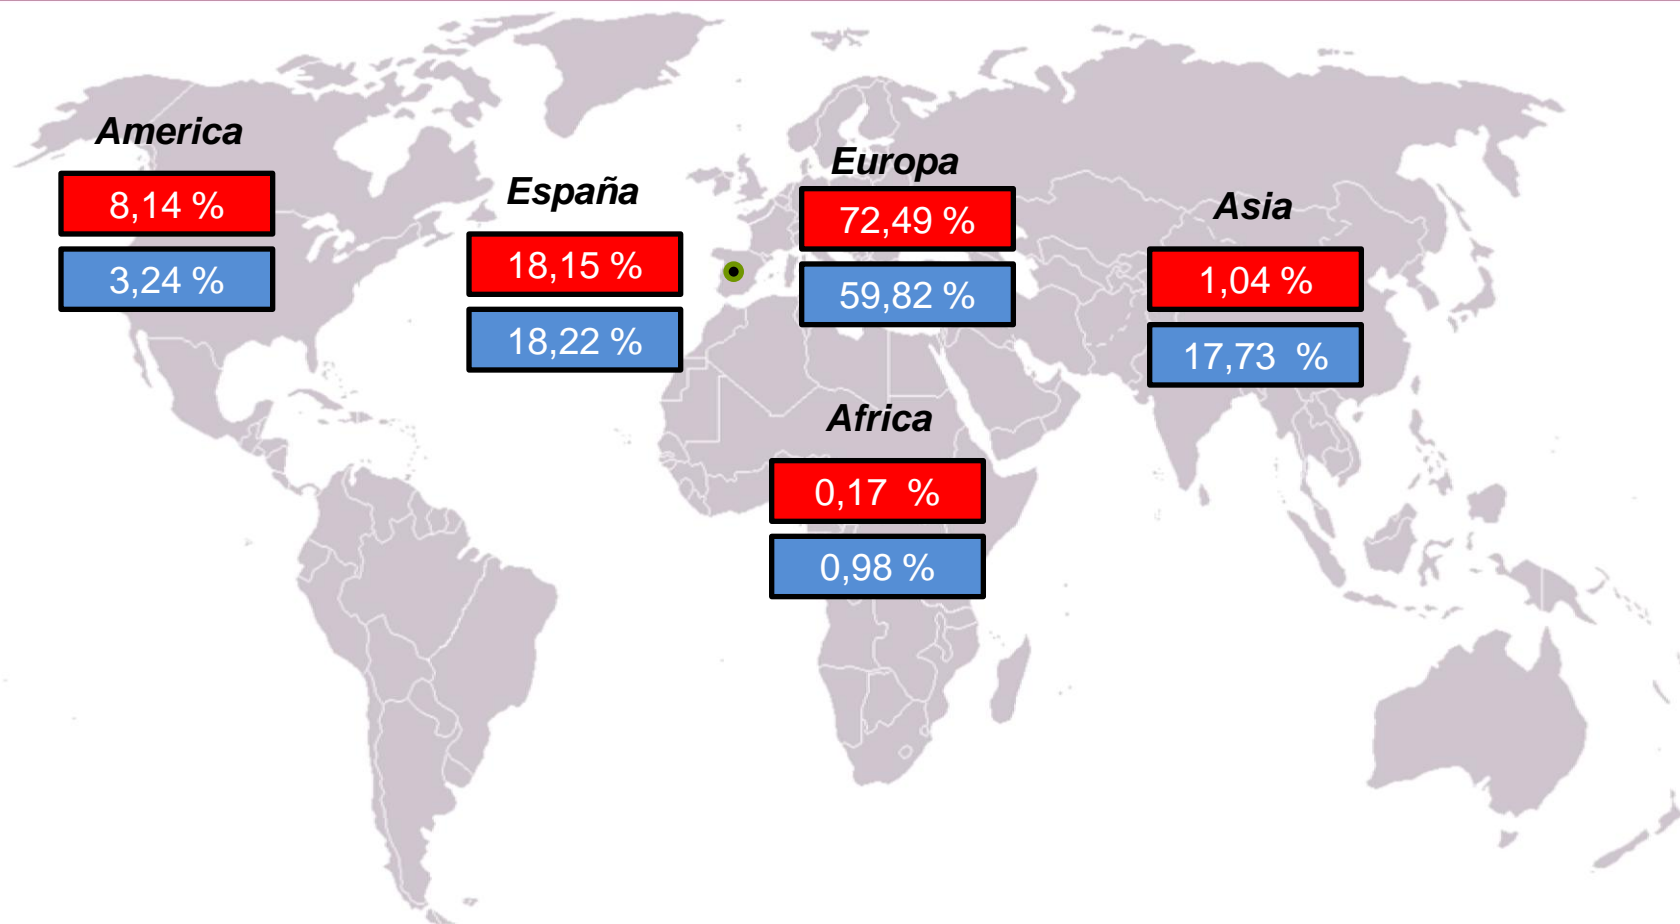 America
8,14 %
3,24 %
España
18,15 %
18,22 %
Europa
72,49 %
59,82 %
Asia
1,04 %
17,73 %
Africa
0,17 %
0,98 %